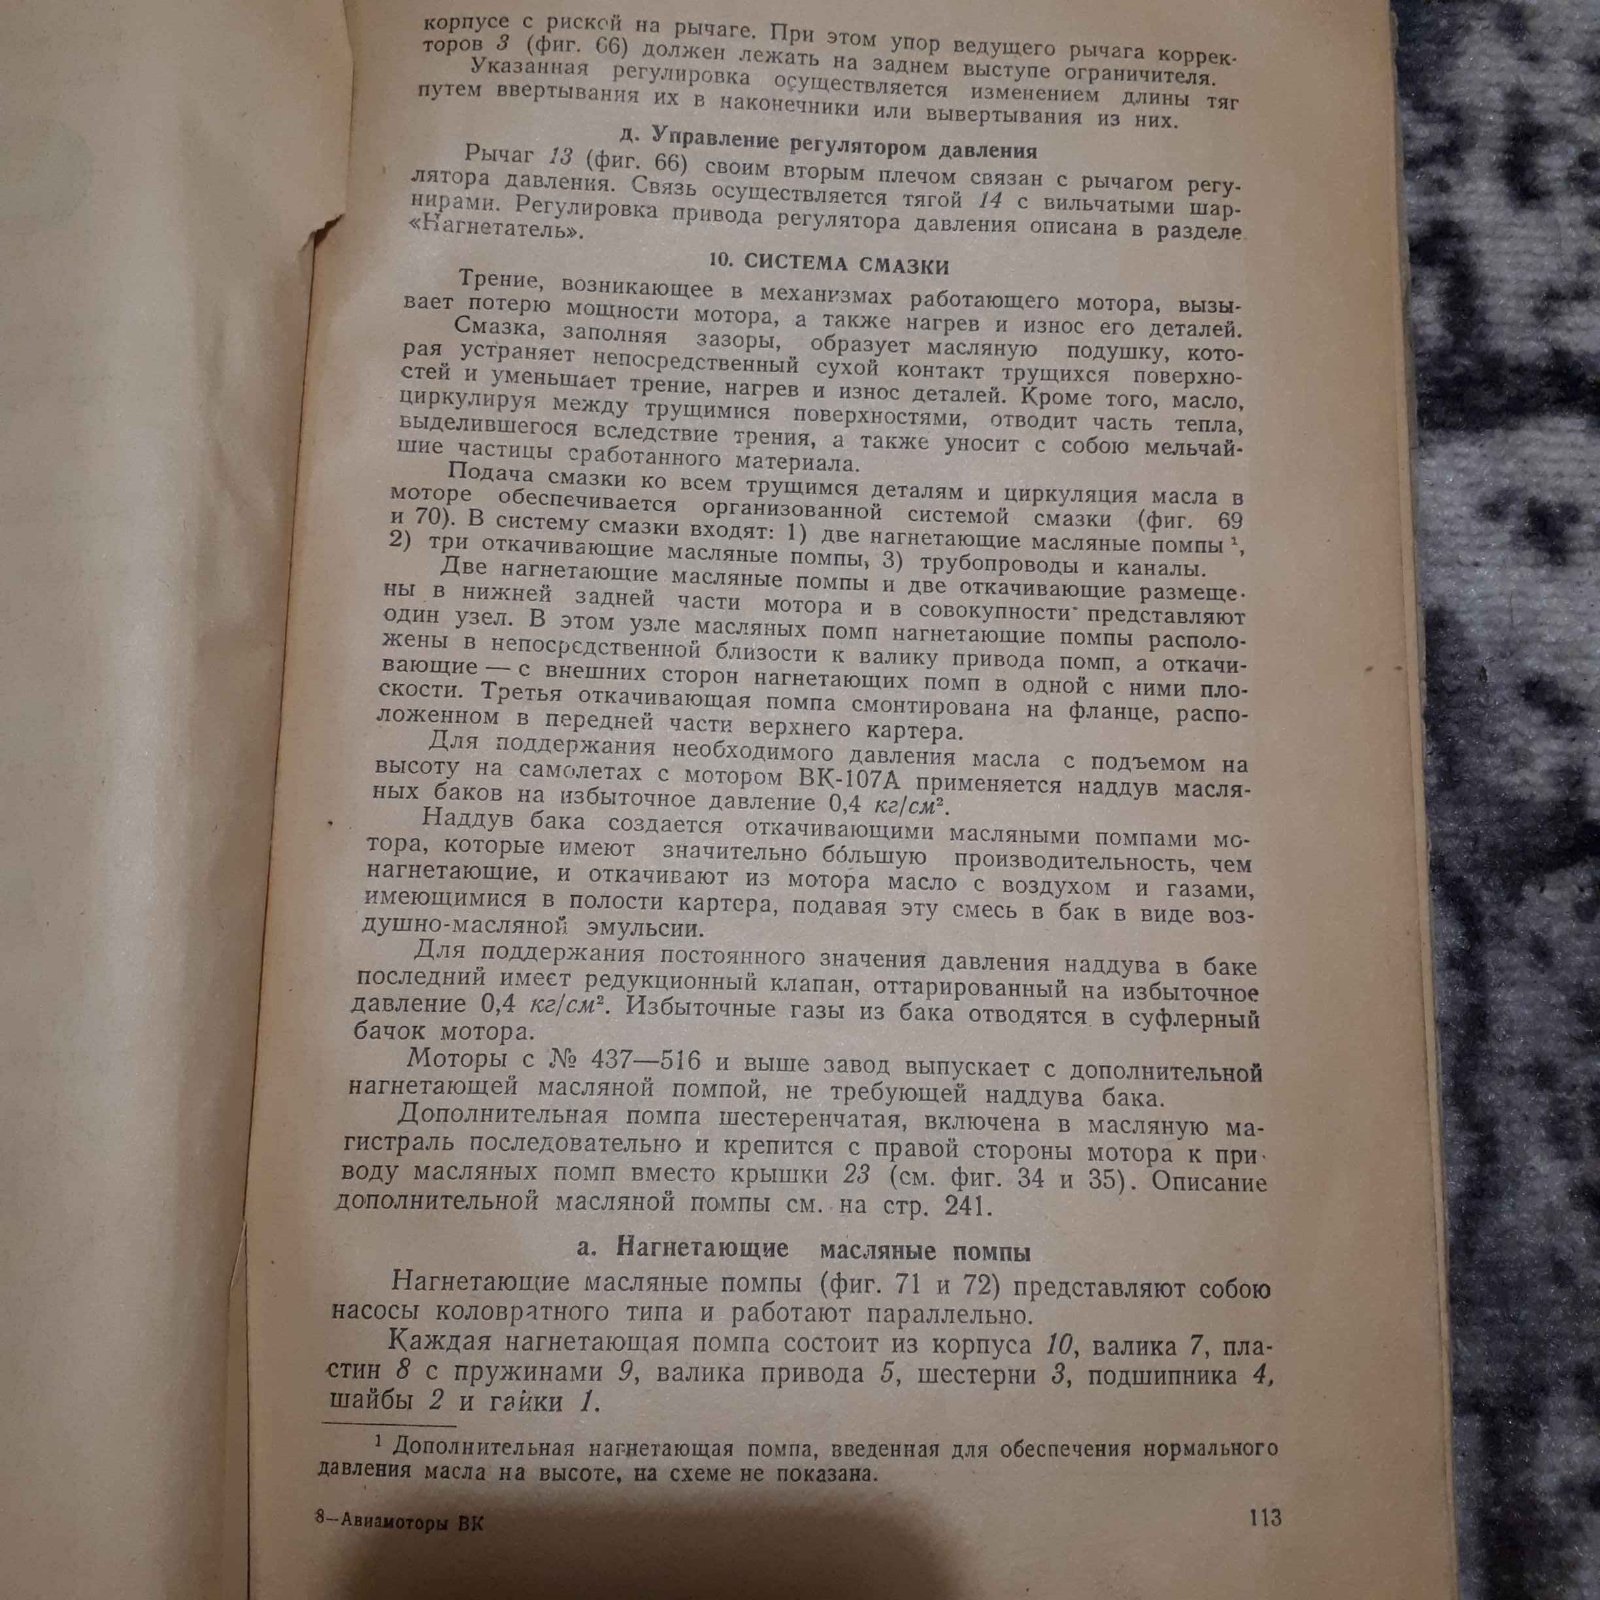 корпусе с риской на рычаге. При этом упор ведущего рычага коррек-
торов 3 (фиг. 66) должен лежать на заднем выступе ограничителя.
Указанная регулировка осуществляется изменением длины тяг
путем ввертывания их в наконечники или вывертывания из них.
д. Управление регулятором давления
Рычаг 13 (фиг. 66) своим вторым плечом связан с рычагом регу-
лятора давления. Связь осуществляется тягой 14 с вильчатыми шар-
нирами. Регулировка привода регулятора давления описана в разделе
«Нагнетатель».
10. СИСТЕМА СМАЗКИ
Трение, возникающее в механизмах работающего мотора, вызы-
вает потерю мощности мотора, а также нагрев и износ его деталей.
Смазка, заполняя зазоры, образует масляную подушку, кото-
рая устраняет непосредственный сухой контакт трущихся поверхно-
стей и уменьшает трение, нагрев и износ деталей. Кроме того, масло,
циркулируя между трущимися поверхностями, отводит часть тепла,
выделившегося вследствие трения, а также уносит с собою мельчай-
шие частицы сработанного материала.
Подача смазки ко всем трущимся деталям и циркуляция масла в
моторе обеспечивается организованной системой смазки (фиг. 69
и 70). В систему смазки входят: 1) две нагнетающие масляные помпы ¹,
2) три откачивающие масляные помпы, 3) трубопроводы и каналы.
Две нагнетающие масляные помпы и две откачивающие размеще-
ны в нижней задней части мотора и в совокупности представляют
один узел. В этом узле масляных помп нагнетающие помпы располо-
жены в непосредственной близости к валику привода помп, а откачи-
вающие — с внешних сторон нагнетающих помп в одной с ними пло-
скости. Третья откачивающая помпа смонтирована на фланце, распо-
ложенном в передней части верхнего картера.
Для поддержания необходимого давления масла с подъемом на
высоту на самолетах с мотором ВК-107А применяется наддув масля-
ных баков на избыточное давление 0,4 кг/см².
Наддув бака создается откачивающими масляными помпами мо-
тора, которые имеют значительно бо́льшую производительность, чем
нагнетающие, и откачивают из мотора масло с воздухом и газами,
имеющимися в полости картера, подавая эту смесь в бак в виде воз-
душно-масляной эмульсии.
Для поддержания постоянного значения давления наддува в баке
последний имеет редукционный клапан, оттарированный на избыточное
давление 0,4 кг/см². Избыточные газы из бака отводятся в суфлерный
бачок мотора.
Моторы с № 437—516 и выше завод выпускает с дополнительной
нагнетающей масляной помпой, не требующей наддува бака.
Дополнительная помпа шестеренчатая, включена в масляную ма-
гистраль последовательно и крепится с правой стороны мотора к при-
воду масляных помп вместо крышки 23 (см. фиг. 34 и 35). Описание
дополнительной масляной помпы см. на стр. 241.
а. Нагнетающие масляные помпы
Нагнетающие масляные помпы (фиг. 71 и 72) представляют собою
насосы коловратного типа и работают параллельно.
Каждая нагнетающая помпа состоит из корпуса 10, валика 7, пла-
стин 8 с пружинами 9, валика привода 5, шестерни 3, подшипника 4,
шайбы 2 и гайки 1.
¹ Дополнительная нагнетающая помпа, введенная для обеспечения нормального
давления масла на высоте, на схеме не показана.
8—Авиамоторы ВК 113